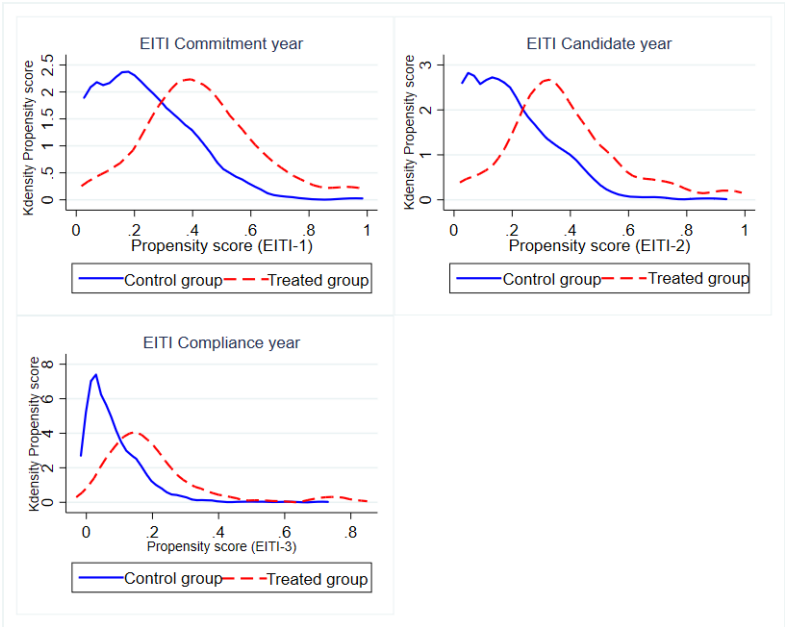 EITI Commitment year
Kdensity Propensity score
2.5
2
1.5
1
.5
0
0 .2 .4 .6 .8 1
Propensity score (EITI-1)
Control group Treated group
EITI Candidate year
Kdensity Propensity score
3
2
1
0
0 .2 .4 .6 .8 1
Propensity score (EITI-2)
Control group Treated group
EITI Compliance year
Kdensity Propensity score
8
6
4
2
0
0 .2 .4 .6 .8
Propensity score (EITI-3)
Control group Treated group